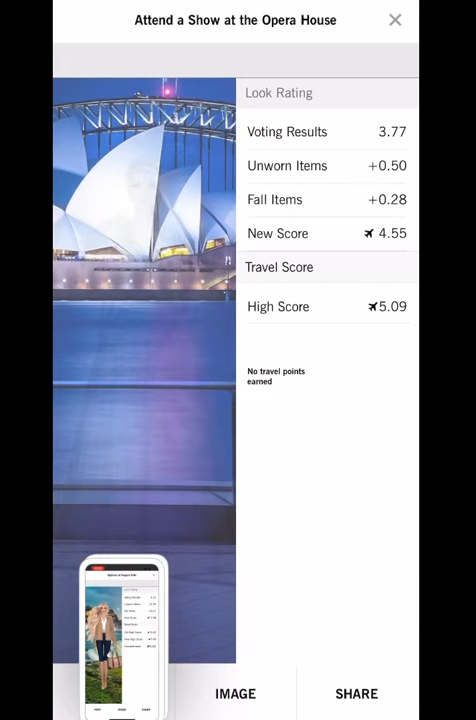 Attend a Show at the Opera House
Look Rating
Voting Results 3.77
Unworn Items +0.50
Fall Items +0.28
New Score 4.55
Travel Score
High Score 5.09
No travel points
earned
IMAGE
SHARE